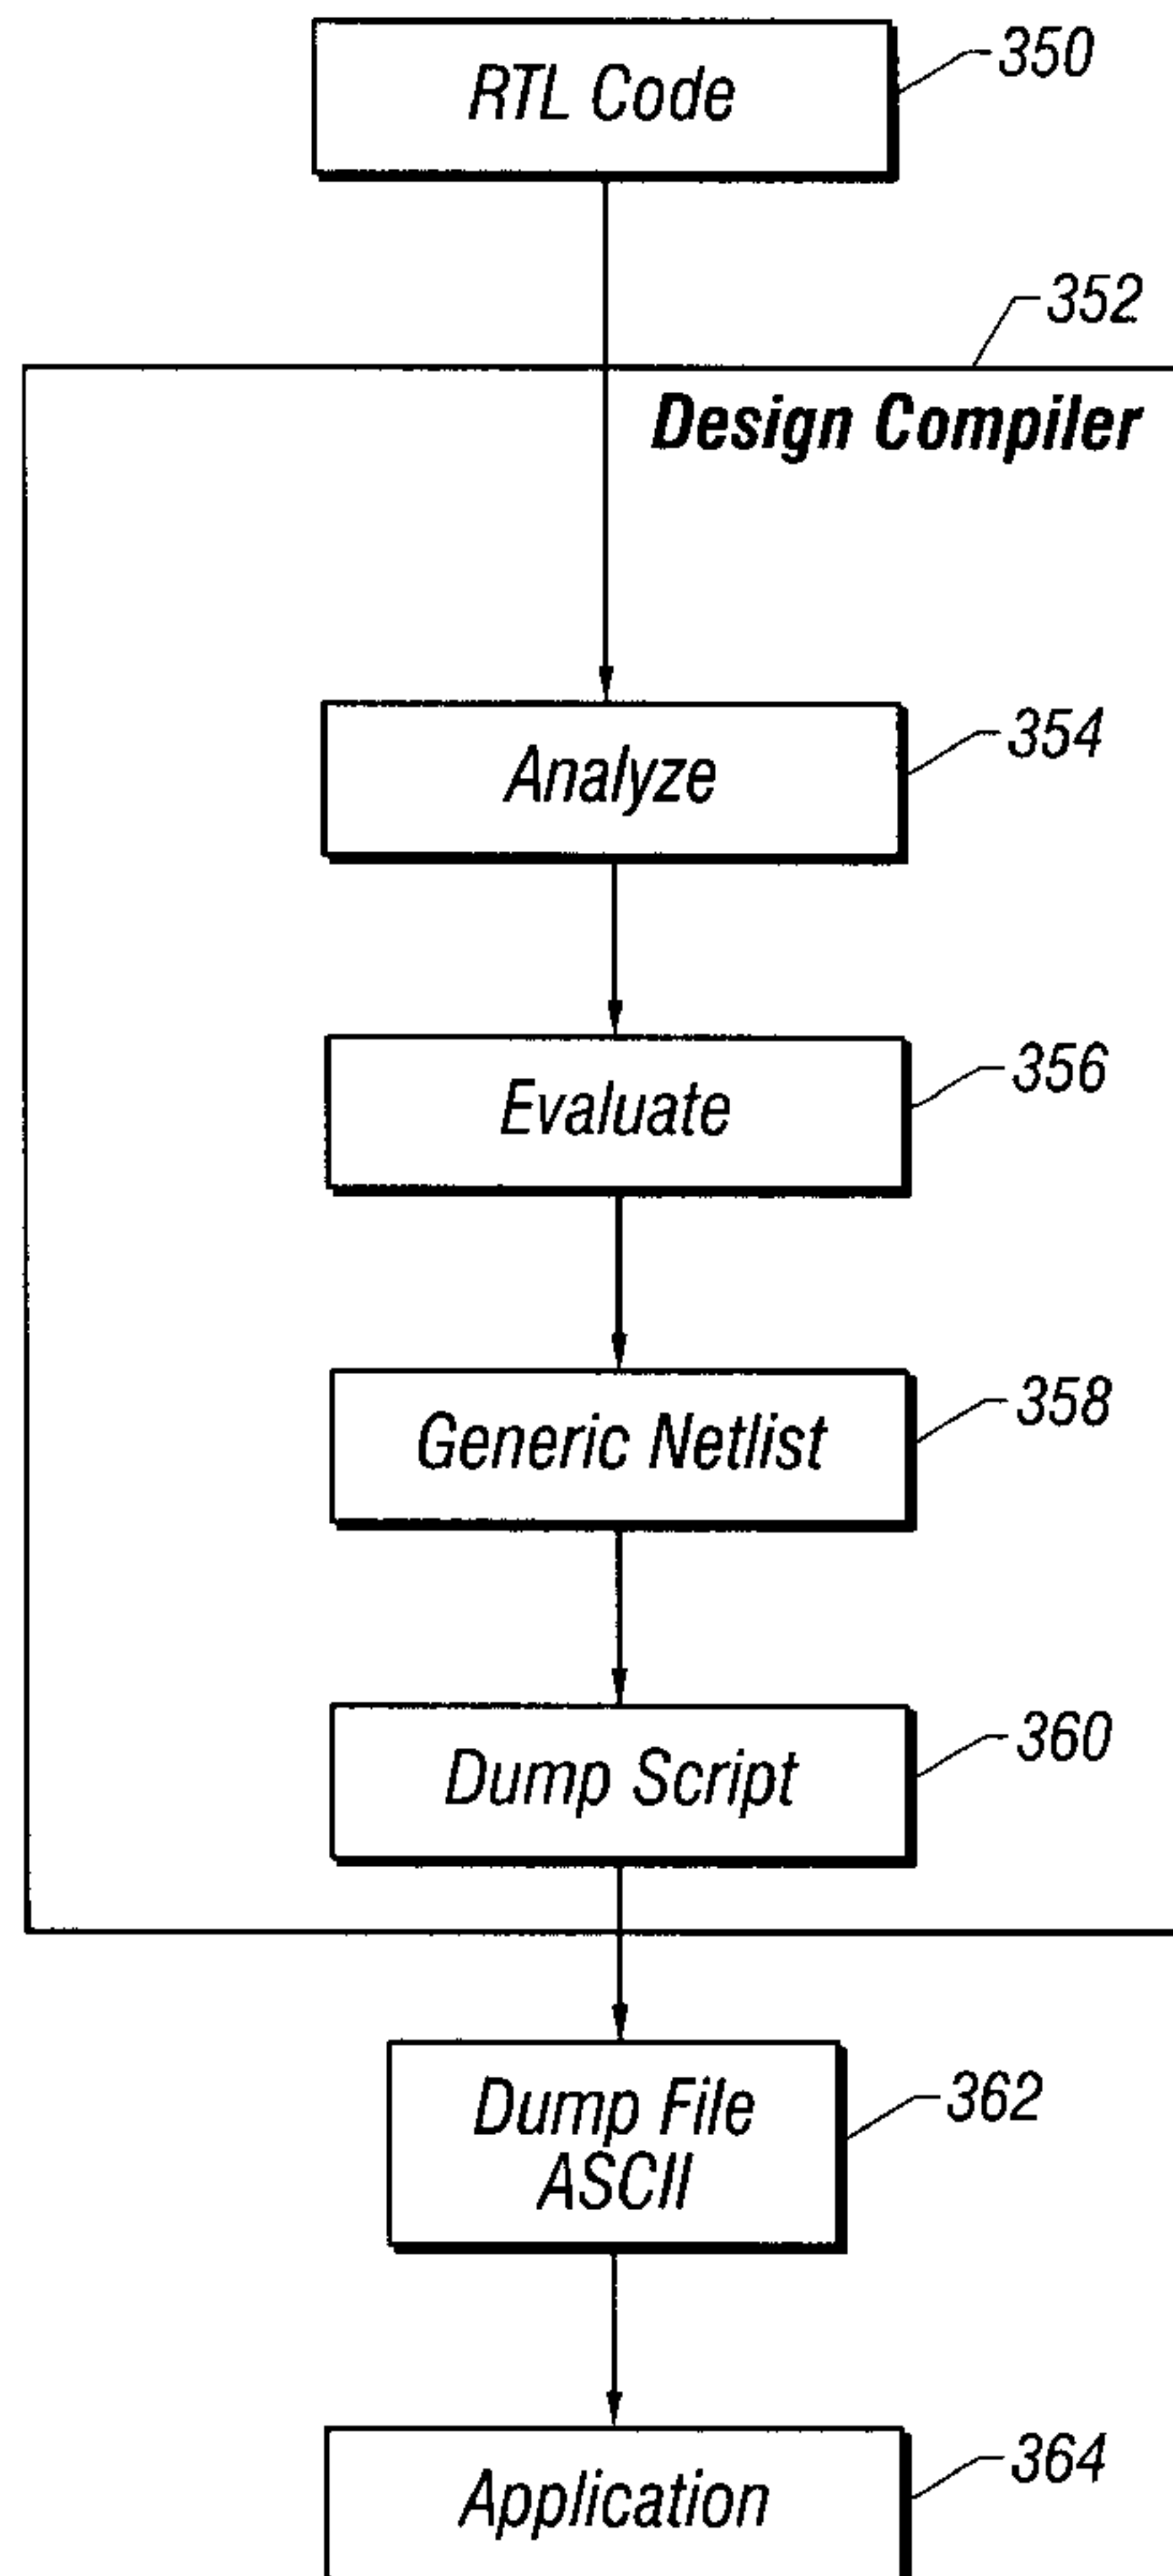 RTL Code
350
352
Design Compiler
Analyze
354
Evaluate
356
Generic Netlist
358
Dump Script
360
Dump File
ASCII
362
Application
364